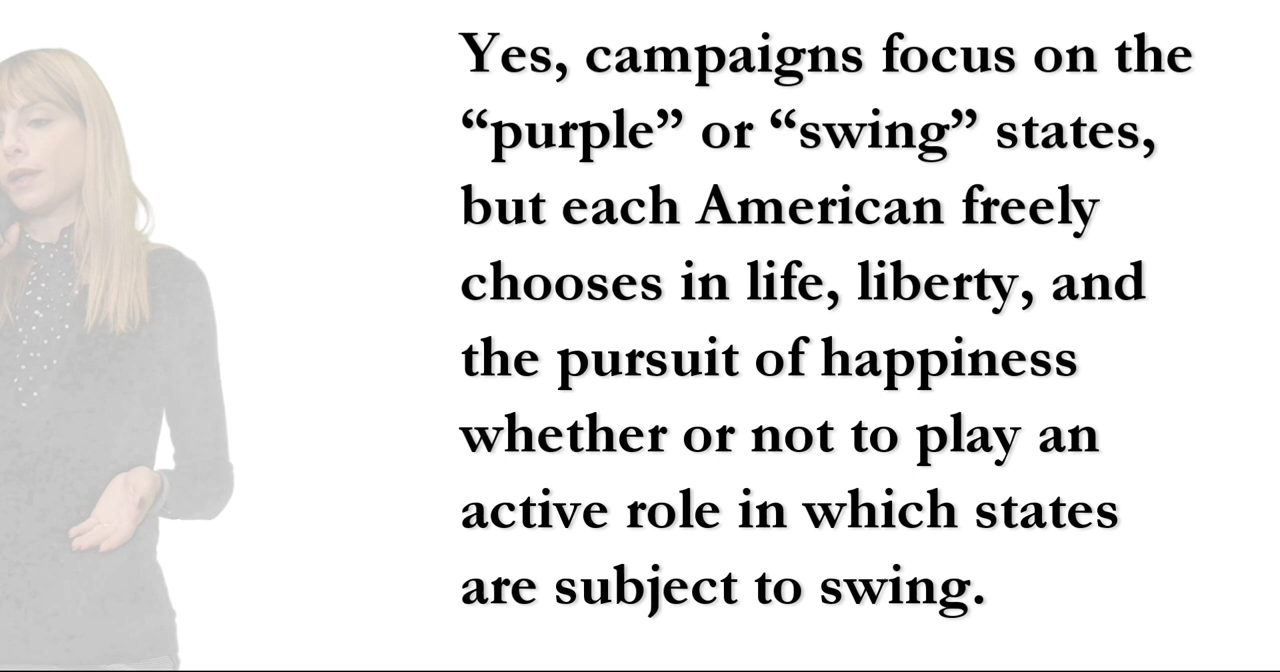 Yes, campaigns focus on the
“purple” or “swing” states,
but each American freely
chooses in life, liberty, and
the pursuit of happiness
whether or not to play an
active role in which states
are subject to swing.